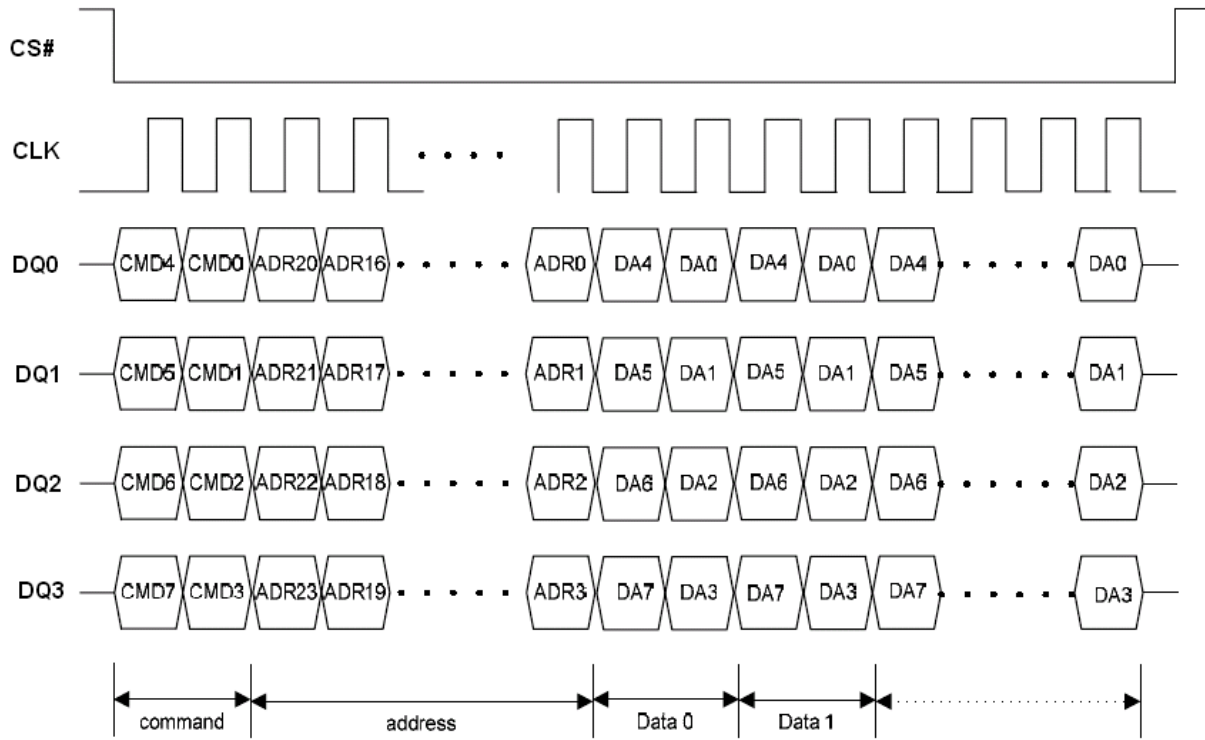 CS#
CLK
DQ0 CMD4 CMD0 ADR20 ADR16 ADR0 DA4 DA0 DA4 DA0 DA4 DA0
DQ1 CMD5 CMD1 ADR21 ADR17 ADR1 DA5 DA1 DA5 DA1 DA5 DA1
DQ2 CMD6 CMD2 ADR22 ADR18 ADR2 DA6 DA2 DA6 DA2 DA6 DA2
DQ3 CMD7 CMD3 ADR23 ADR19 ADR3 DA7 DA3 DA7 DA3 DA7 DA3
command address Data 0 Data 1